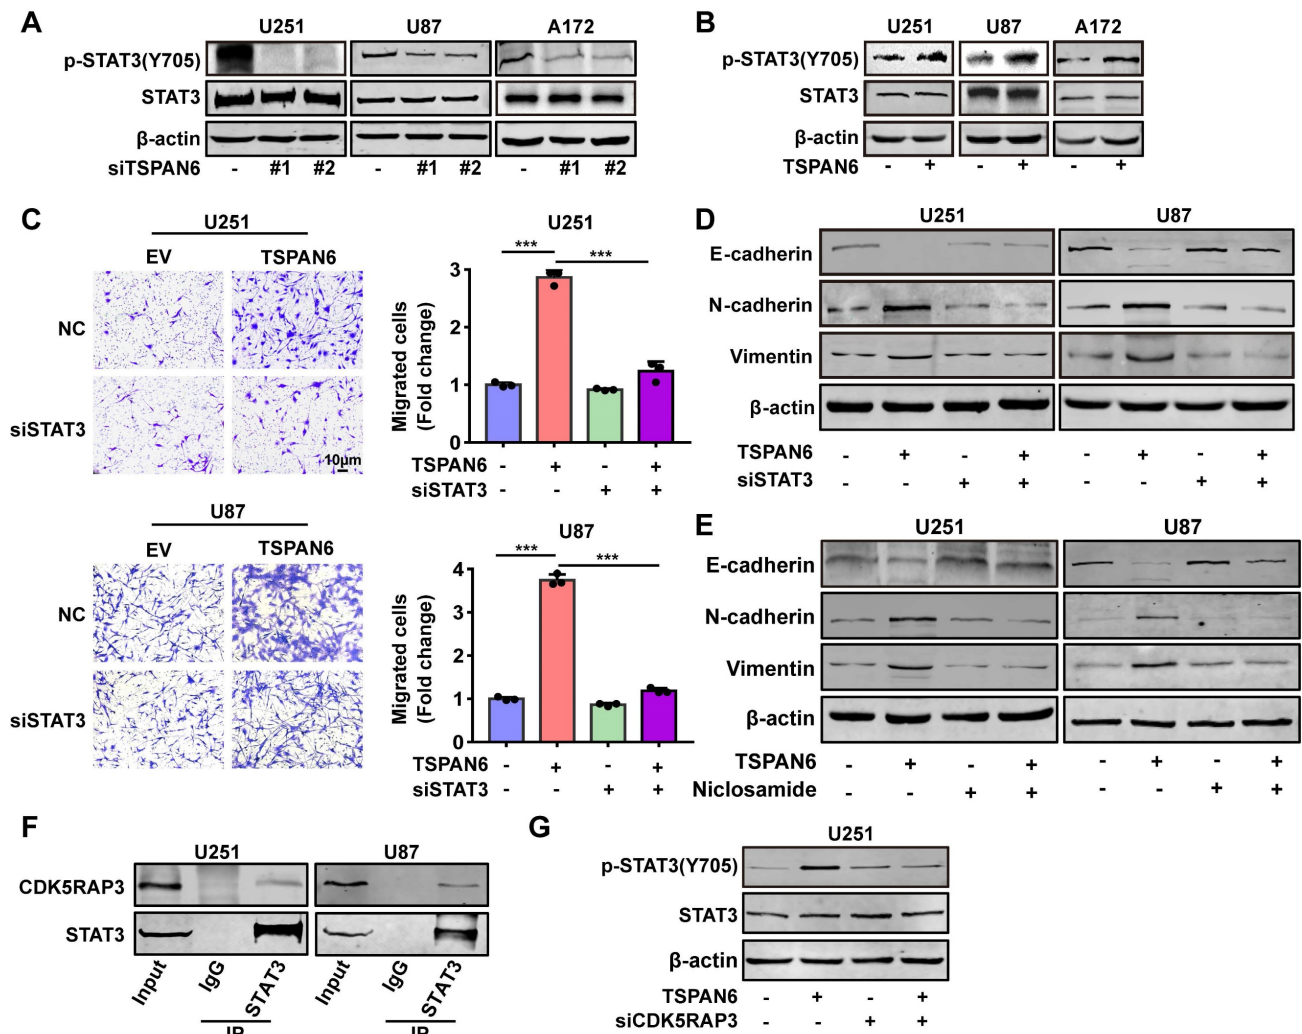 A
U251 U87 A172
p-STAT3(Y705)
STAT3
β-actin
siTSPAN6 - #1 #2 - #1 #2 - #1 #2
B
U251 U87 A172
p-STAT3(Y705)
STAT3
β-actin
TSPAN6 - + - + - +
C
U251
EV TSPAN6
NC
siSTAT3
10μm
U251
***
***
Migrated cells
(Fold change)
3
2
1
0
TSPAN6 - + - +
siSTAT3 - - + +
U87
EV TSPAN6
NC
siSTAT3
U87
***
***
Migrated cells
(Fold change)
4
3
2
1
0
TSPAN6 - + - +
siSTAT3 - - + +
D
U251 U87
E-cadherin
N-cadherin
Vimentin
β-actin
TSPAN6 - + - + - + - +
siSTAT3 - - + + - - + +
E
U251 U87
E-cadherin
N-cadherin
Vimentin
β-actin
TSPAN6 - + - + - + - +
Niclosamide - - + + - - + +
F
U251 U87
CDK5RAP3
STAT3
Input IgG STAT3 Input IgG STAT3
IP IP
G
U251
p-STAT3(Y705)
STAT3
β-actin
TSPAN6 - + - +
siCDK5RAP3 - - + +